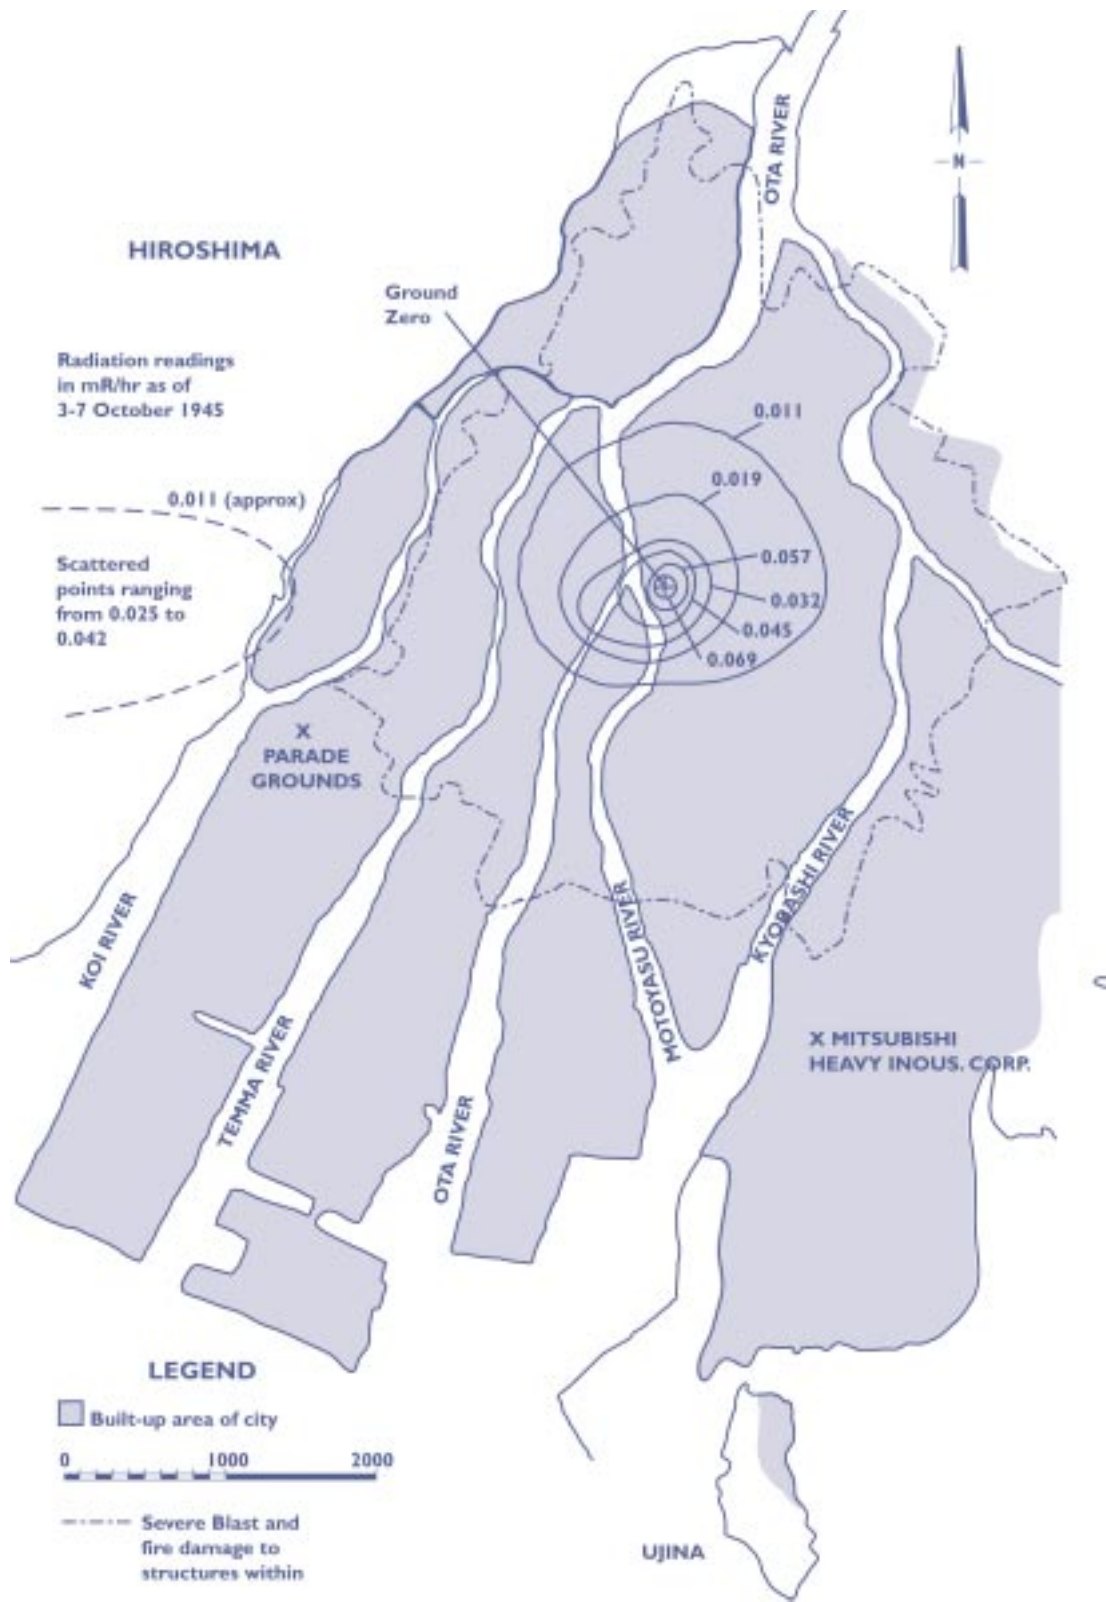 OTA RIVER
N
HIROSHIMA
Ground
Zero
Radiation readings
in mR/hr as of
3-7 October 1945
0.011
0.019
0.011 (approx)
0.057
Scattered
points ranging
from 0.025 to
0.042
0.032
0.045
0.069
X
PARADE
GROUNDS
KYOBASHI RIVER
MOTOYASU RIVER
KOI RIVER
TEMMA RIVER
OTA RIVER
X MITSUBISHI
HEAVY INOUS. CORP.
LEGEND
Built-up area of city
0 1000 2000
Severe Blast and
fire damage to
structures within
UJINA